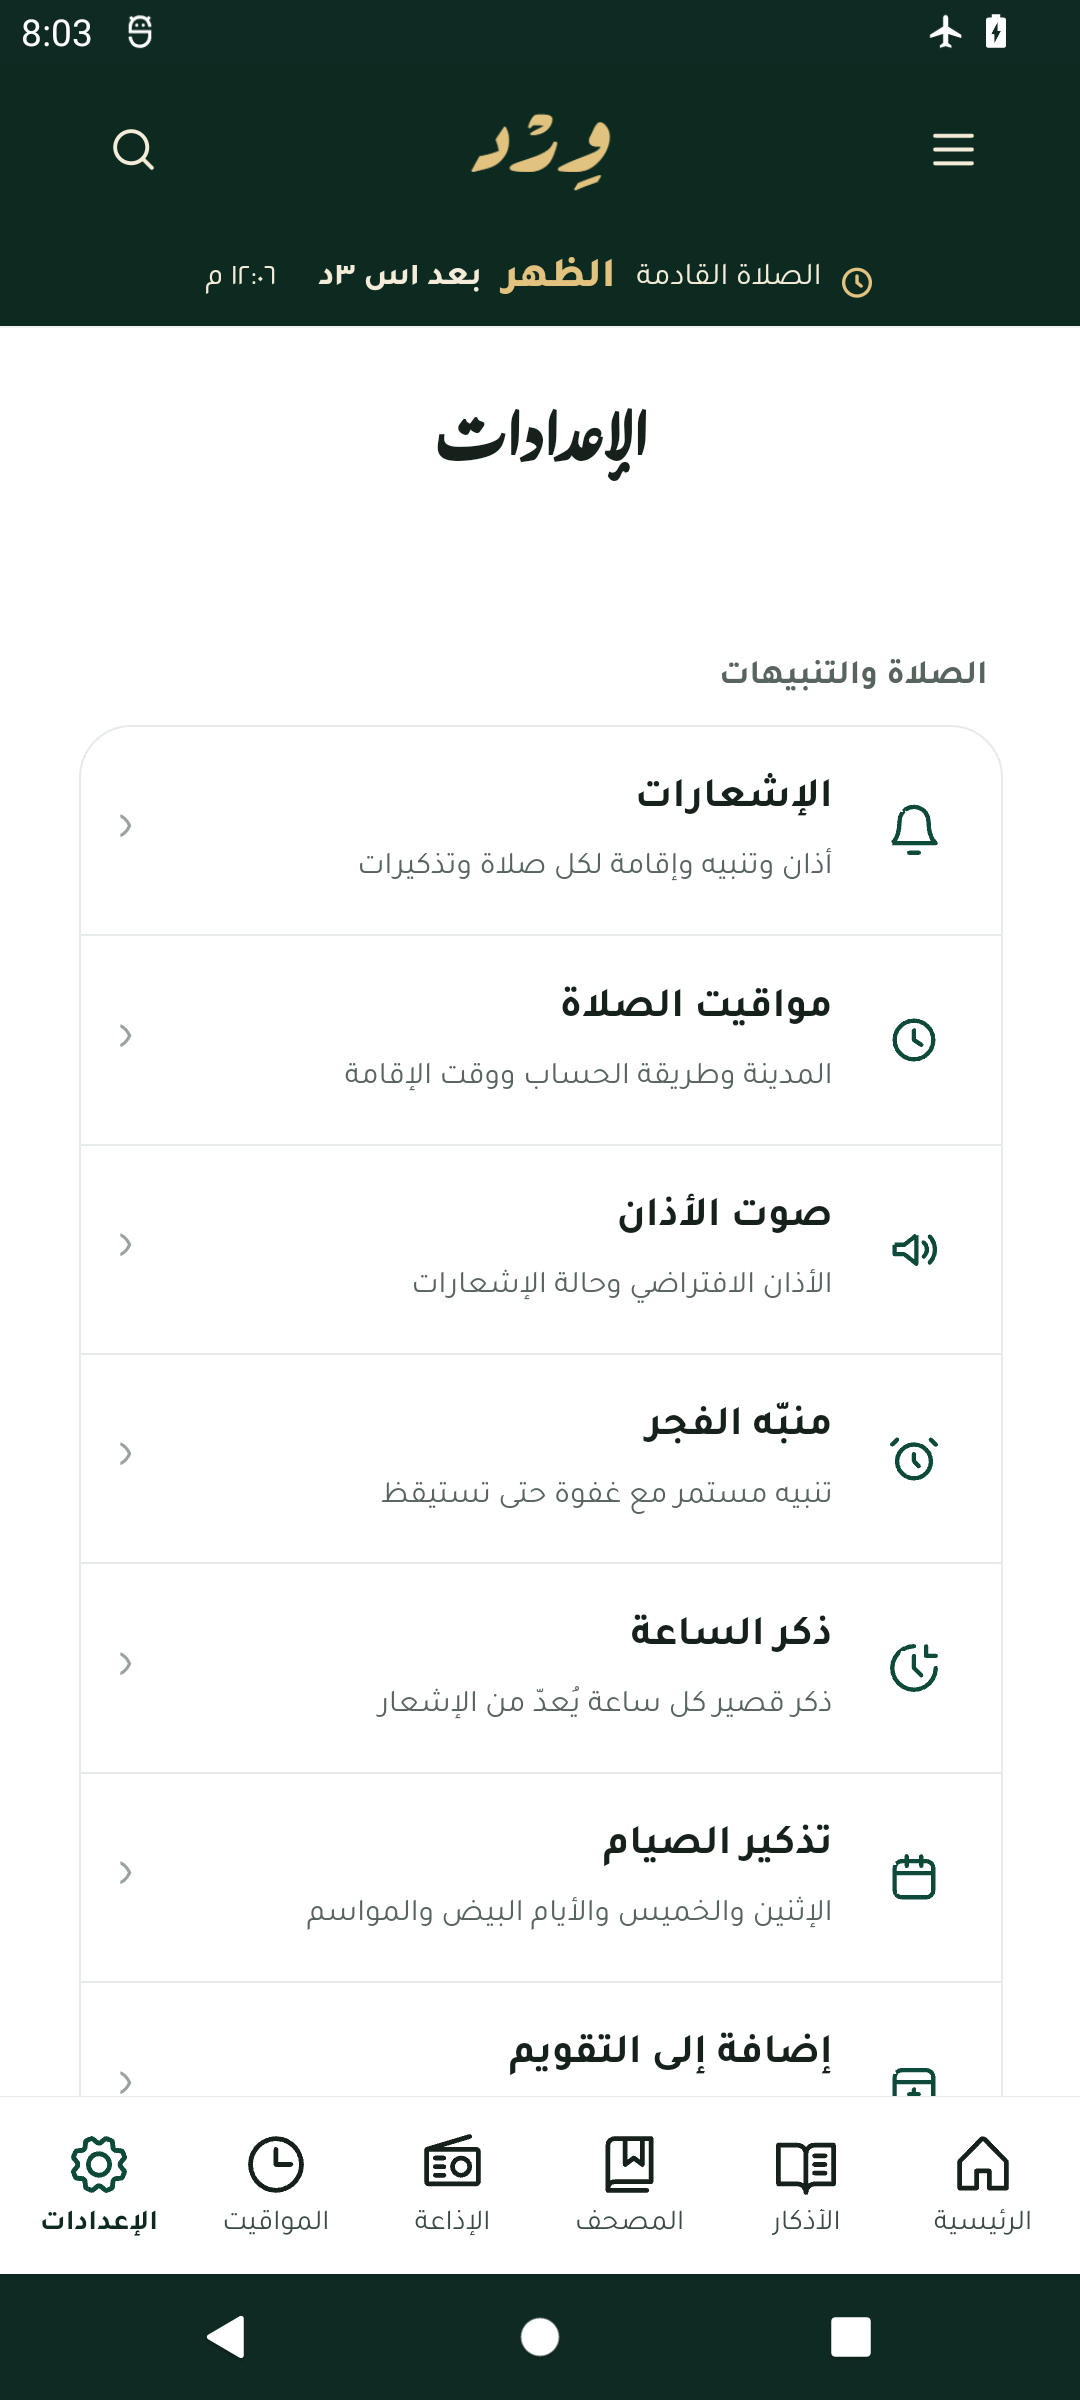 8:03
وِرْد
الصلاة القادمة الظهر بعد ١س ٣د ١٢:٠٦ م
الإعدادات
الصلاة والتنبيهات
الإشعارات
أذان وتنبيه وإقامة لكل صلاة وتذكيرات
مواقيت الصلاة
المدينة وطريقة الحساب ووقت الإقامة
صوت الأذان
الأذان الافتراضي وحالة الإشعارات
منبّه الفجر
تنبيه مستمر مع غفوة حتى تستيقظ
ذكر الساعة
ذكر قصير كل ساعة يُعدّ من الإشعار
تذكير الصيام
الإثنين والخميس والأيام البيض والمواسم
إضافة إلى التقويم
الرئيسية
الأذكار
المصحف
الإذاعة
المواقيت
الإعدادات